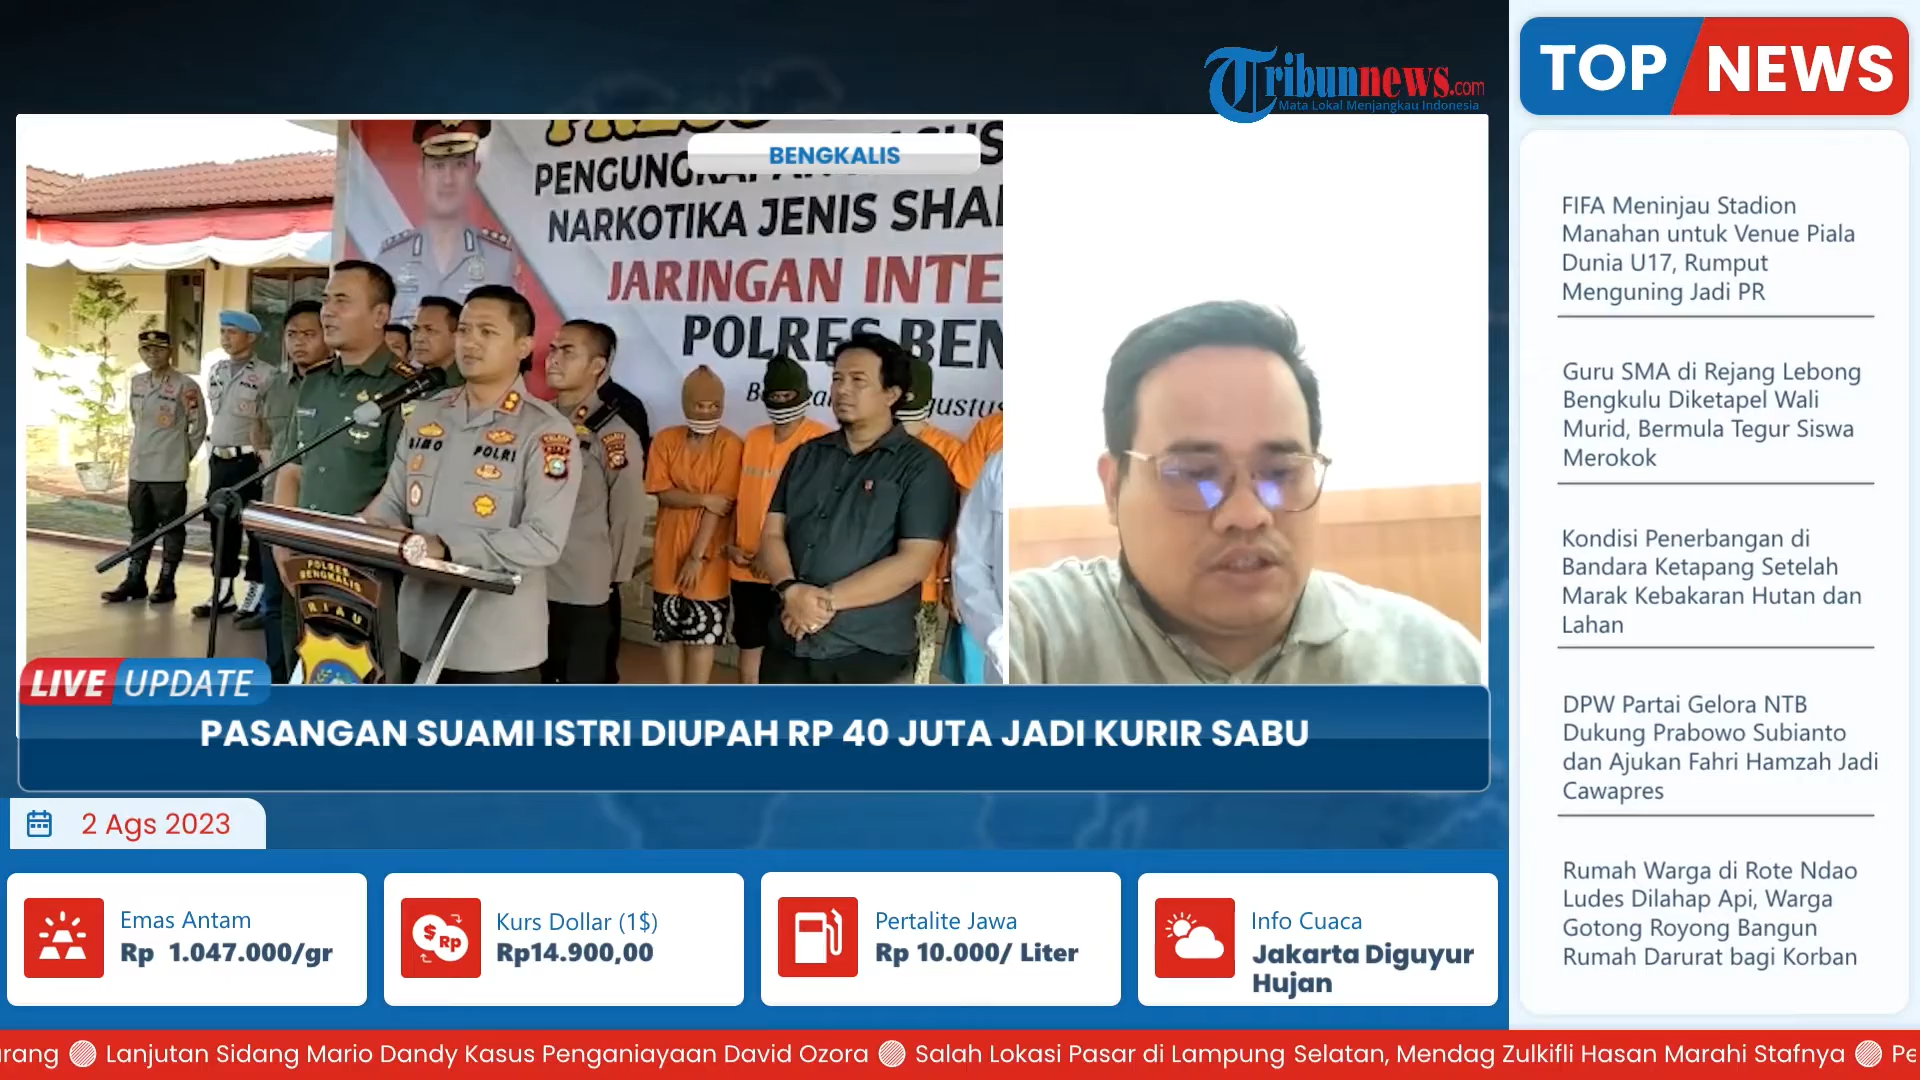 Tribunnews.com
Mata Lokal Menjangkau Indonesia
TOP NEWS
BENGKALIS
NARKOTIKA JENIS
JARINGAN
POLRES
BIMO
POLRI
POLRES
BENGKALIS
RIAU
LIVE UPDATE
PASANGAN SUAMI ISTRI DIUPAH RP 40 JUTA JADI KURIR SABU
2 Ags 2023
Emas Antam
Rp 1.047.000/gr
Kurs Dollar (1$)
Rp14.900,00
Pertalite Jawa
Rp 10.000/ Liter
Info Cuaca
Jakarta Diguyur
Hujan
FIFA Meninjau Stadion
Manahan untuk Venue Piala
Dunia U17, Rumput
Menguning Jadi PR
Guru SMA di Rejang Lebong
Bengkulu Diketapel Wali
Murid, Bermula Tegur Siswa
Merokok
Kondisi Penerbangan di
Bandara Ketapang Setelah
Marak Kebakaran Hutan dan
Lahan
DPW Partai Gelora NTB
Dukung Prabowo Subianto
dan Ajukan Fahri Hamzah Jadi
Cawapres
Rumah Warga di Rote Ndao
Ludes Dilahap Api, Warga
Gotong Royong Bangun
Rumah Darurat bagi Korban
Lanjutan Sidang Mario Dandy Kasus Penganiayaan David Ozora Salah Lokasi Pasar di Lampung Selatan, Mendag Zulkifli Hasan Marahi Stafnya